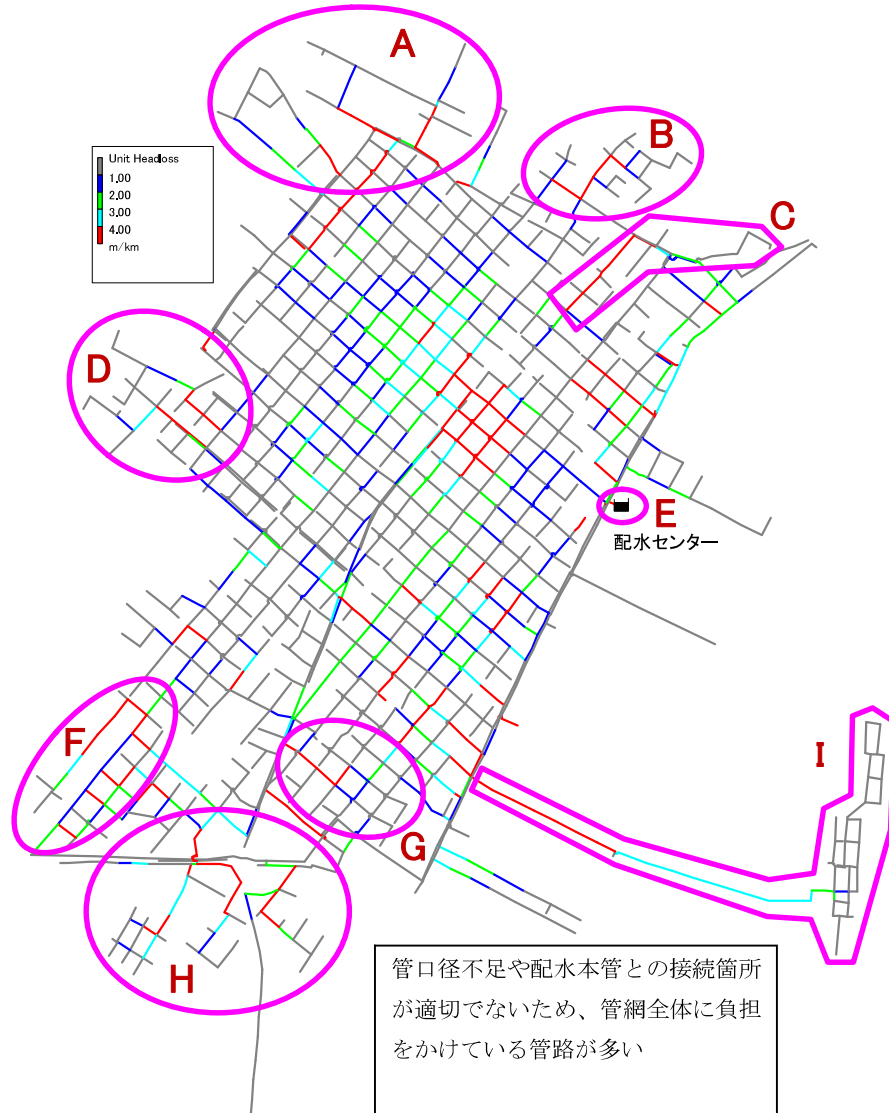 A
B
Unit Headloss
1.00
2.00
3.00
4.00
m/km
C
D
E
配水センター
F
I
G
H
管口径不足や配水本管との接続箇所
が適切でないため、管網全体に負担
をかけている管路が多い